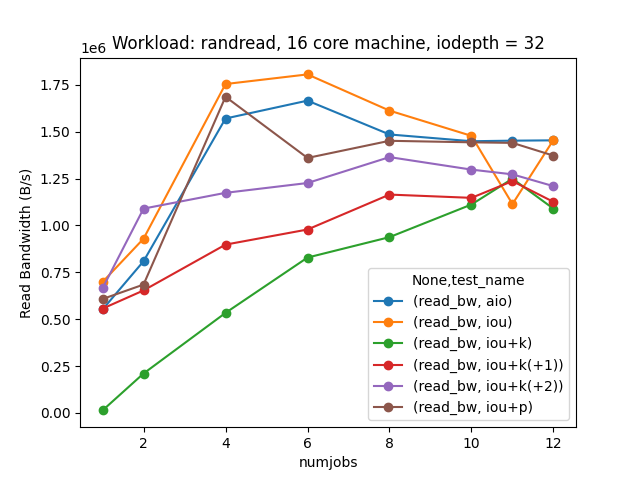 Workload: randread, 16 core machine, iodepth = 32
1e6
1.75
1.50
1.25
1.00
0.75
0.50
0.25
0.00
Read Bandwidth (B/s)
2 4 6 8 10 12
numjobs
None,test_name
(read_bw, aio)
(read_bw, iou)
(read_bw, iou+k)
(read_bw, iou+k(+1))
(read_bw, iou+k(+2))
(read_bw, iou+p)